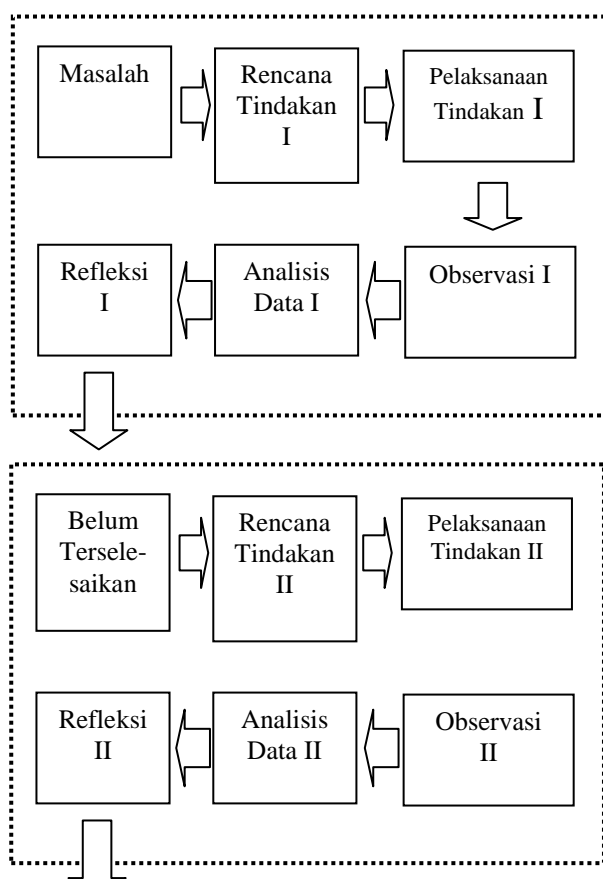 Masalah
Rencana
Tindakan
I
Pelaksanaan
Tindakan I
Refleksi
I
Analisis
Data I
Observasi I
Belum
Tersele-
saikan
Rencana
Tindakan
II
Pelaksanaan
Tindakan II
Refleksi
II
Analisis
Data II
Observasi
II